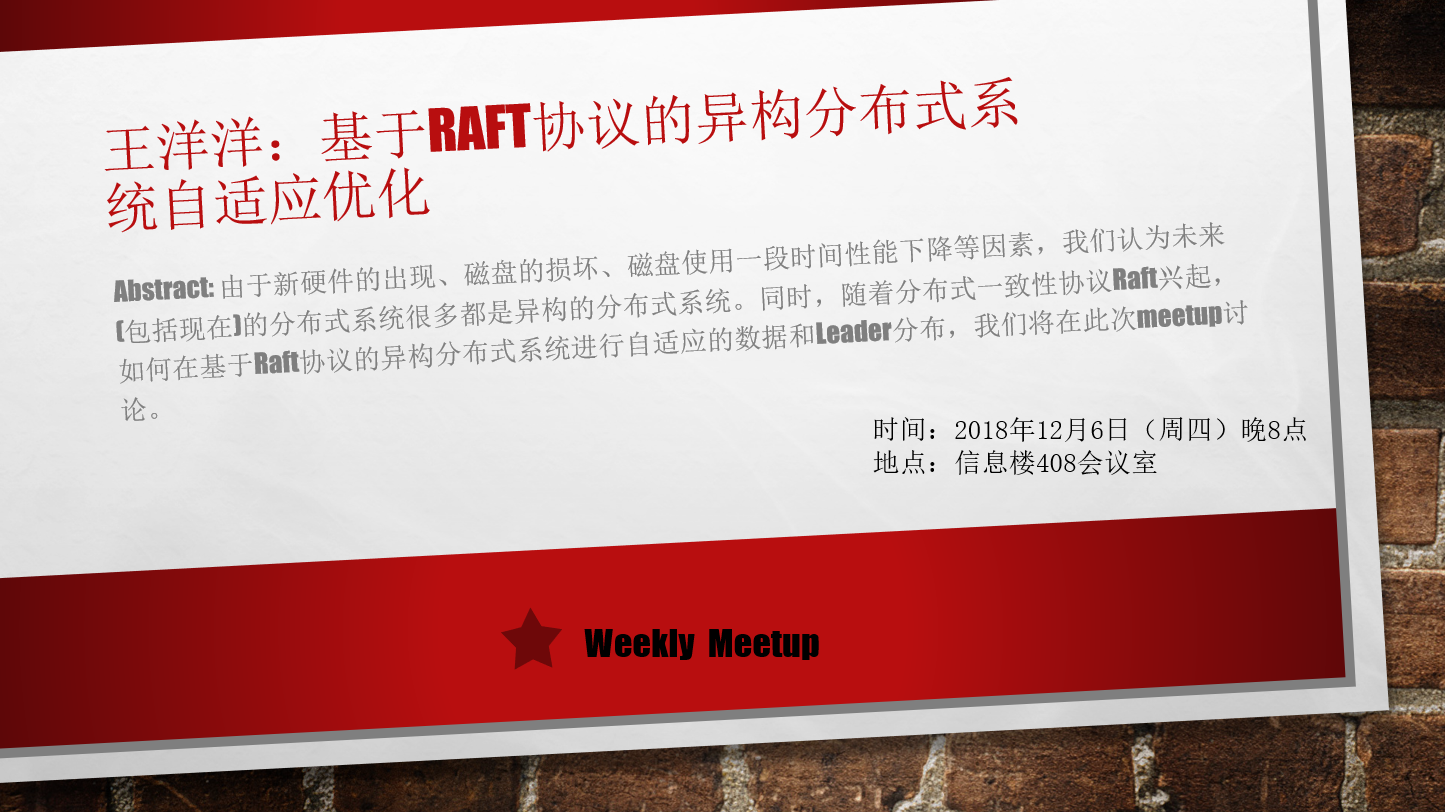 王洋洋：基于RAFT协议的异构分布式系
统自适应优化
Abstract: 由于新硬件的出现、磁盘的损坏、磁盘使用一段时间性能下降等因素，我们认为未来
(包括现在)的分布式系统很多都是异构的分布式系统。同时，随着分布式一致性协议Raft兴起，
如何在基于Raft协议的异构分布式系统进行自适应的数据和Leader分布，我们将在此次meetup讨
论。
时间：2018年12月6日（周四）晚8点
地点：信息楼408会议室
Weekly Meetup